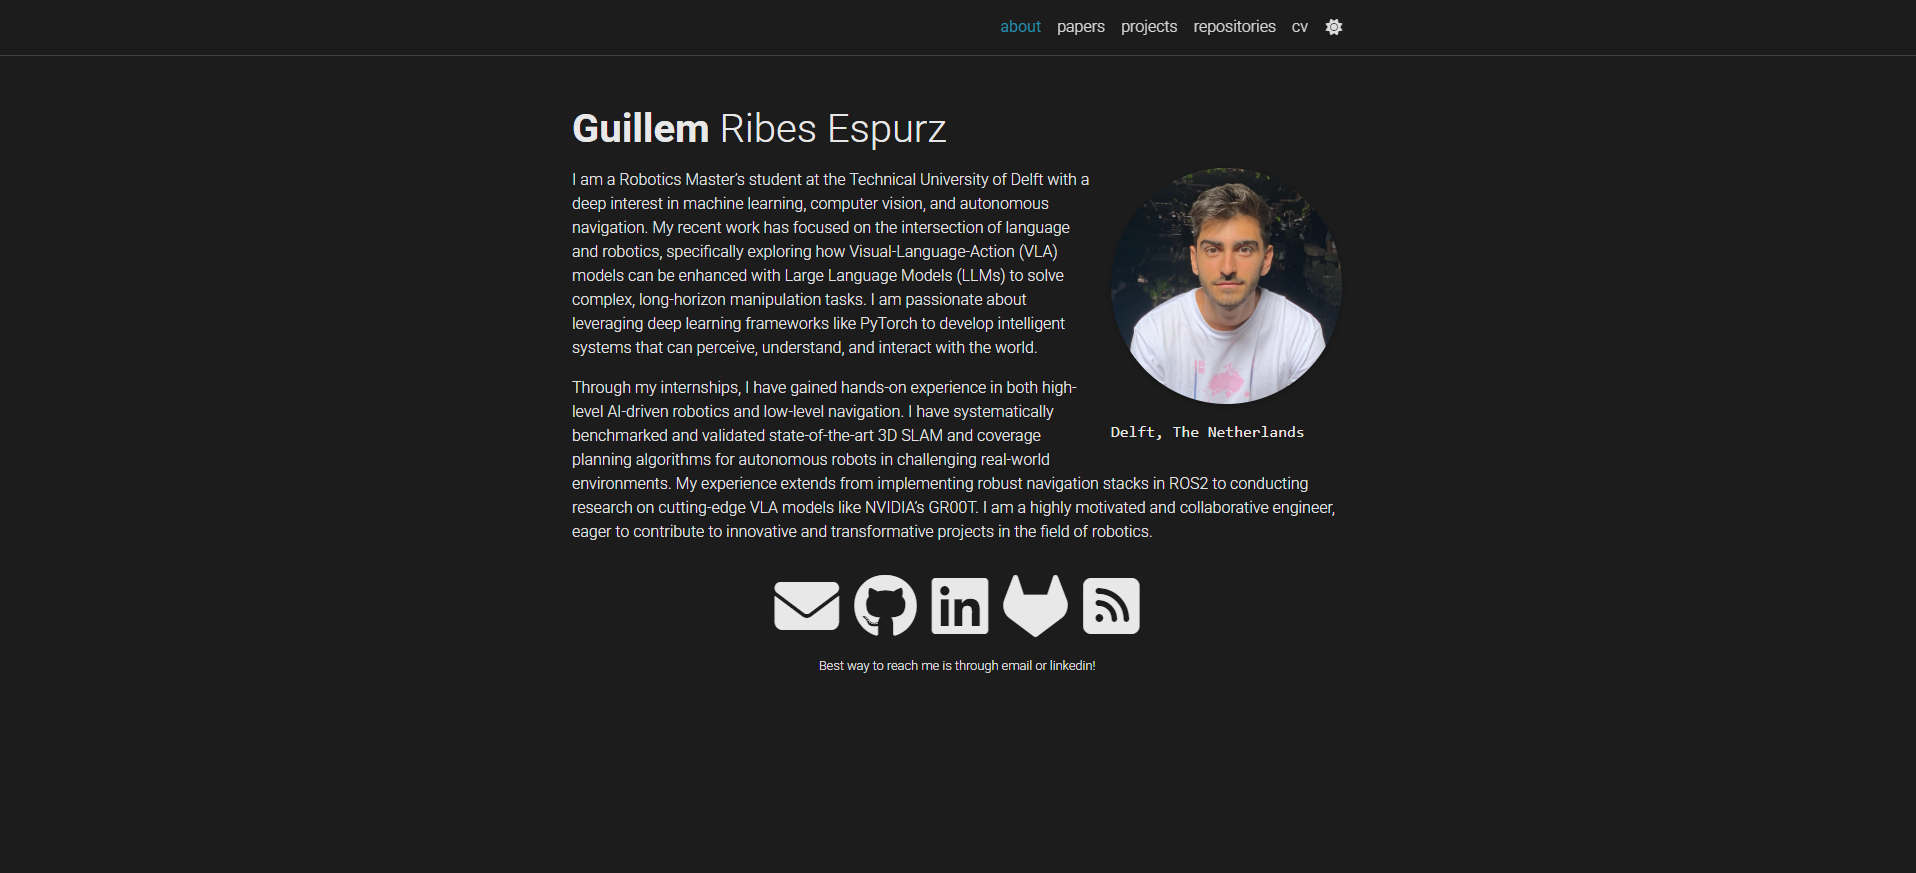 about papers projects repositories cv
Guillem Ribes Espurz
I am a Robotics Master’s student at the Technical University of Delft with a
deep interest in machine learning, computer vision, and autonomous
navigation. My recent work has focused on the intersection of language
and robotics, specifically exploring how Visual-Language-Action (VLA)
models can be enhanced with Large Language Models (LLMs) to solve
complex, long-horizon manipulation tasks. I am passionate about
leveraging deep learning frameworks like PyTorch to develop intelligent
systems that can perceive, understand, and interact with the world.
Through my internships, I have gained hands-on experience in both high-
level AI-driven robotics and low-level navigation. I have systematically
benchmarked and validated state-of-the-art 3D SLAM and coverage
planning algorithms for autonomous robots in challenging real-world
environments. My experience extends from implementing robust navigation stacks in ROS2 to conducting
research on cutting-edge VLA models like NVIDIA’s GR00T. I am a highly motivated and collaborative engineer,
eager to contribute to innovative and transformative projects in the field of robotics.
Delft, The Netherlands
in
Best way to reach me is through email or linkedin!